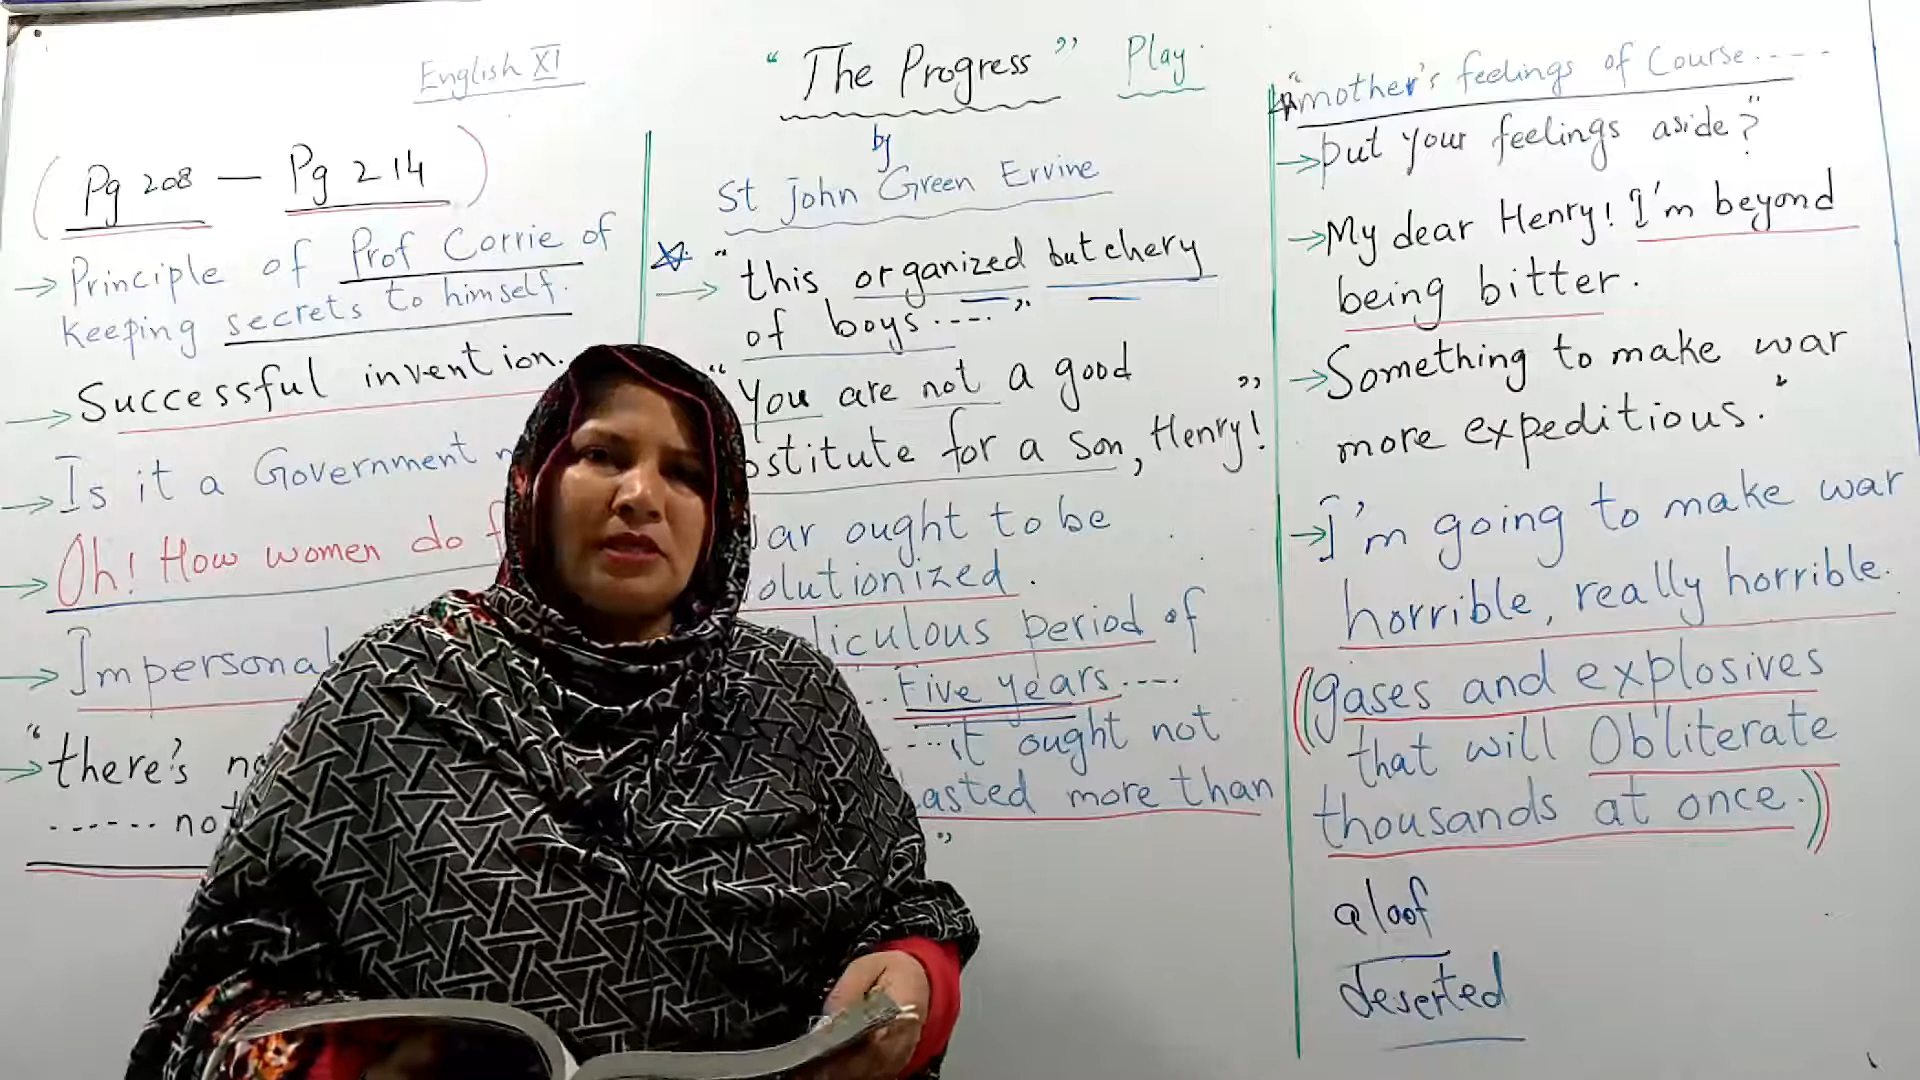 English XI
"The Progress" Play
by
St John Green Ervine
(Pg 208 — Pg 214)
→ Principle of Prof Corrie of
keeping secrets to himself.
→ Successful invention.
→ Is it a Government
→ Oh! How women do
→ Impersonal
→ "there's
...... not
→ "this organized butchery
of boys....."
"You are not a good
for a son, Henry!"
ought to be
period of
Five years....
....it ought not
more than
"mother's feelings of Course....
→ put your feelings aside?"
→ My dear Henry! I'm beyond
being bitter.
→ Something to make war
more expeditious."
→ I'm going to make war
horrible, really horrible.
(gases and explosives
that will Obliterate
thousands at once.)
aloof
deserted